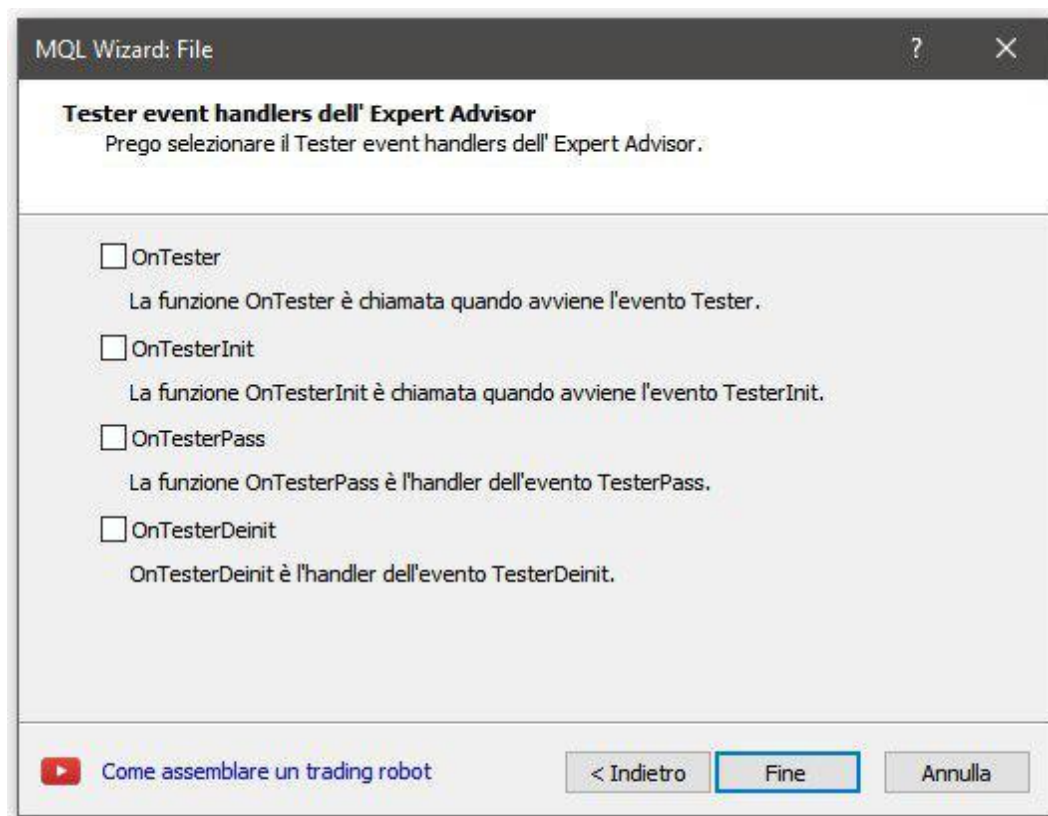 MQL Wizard: File
?
Tester event handlers dell' Expert Advisor
Prego selezionare il Tester event handlers dell' Expert Advisor.
OnTester
La funzione OnTester è chiamata quando avviene l'evento Tester.
OnTesterInit
La funzione OnTesterInit è chiamata quando avviene l'evento TesterInit.
OnTesterPass
La funzione OnTesterPass è l'handler dell'evento TesterPass.
OnTesterDeinit
OnTesterDeinit è l'handler dell'evento TesterDeinit.
Come assemblare un trading robot
< Indietro
Fine
Annulla